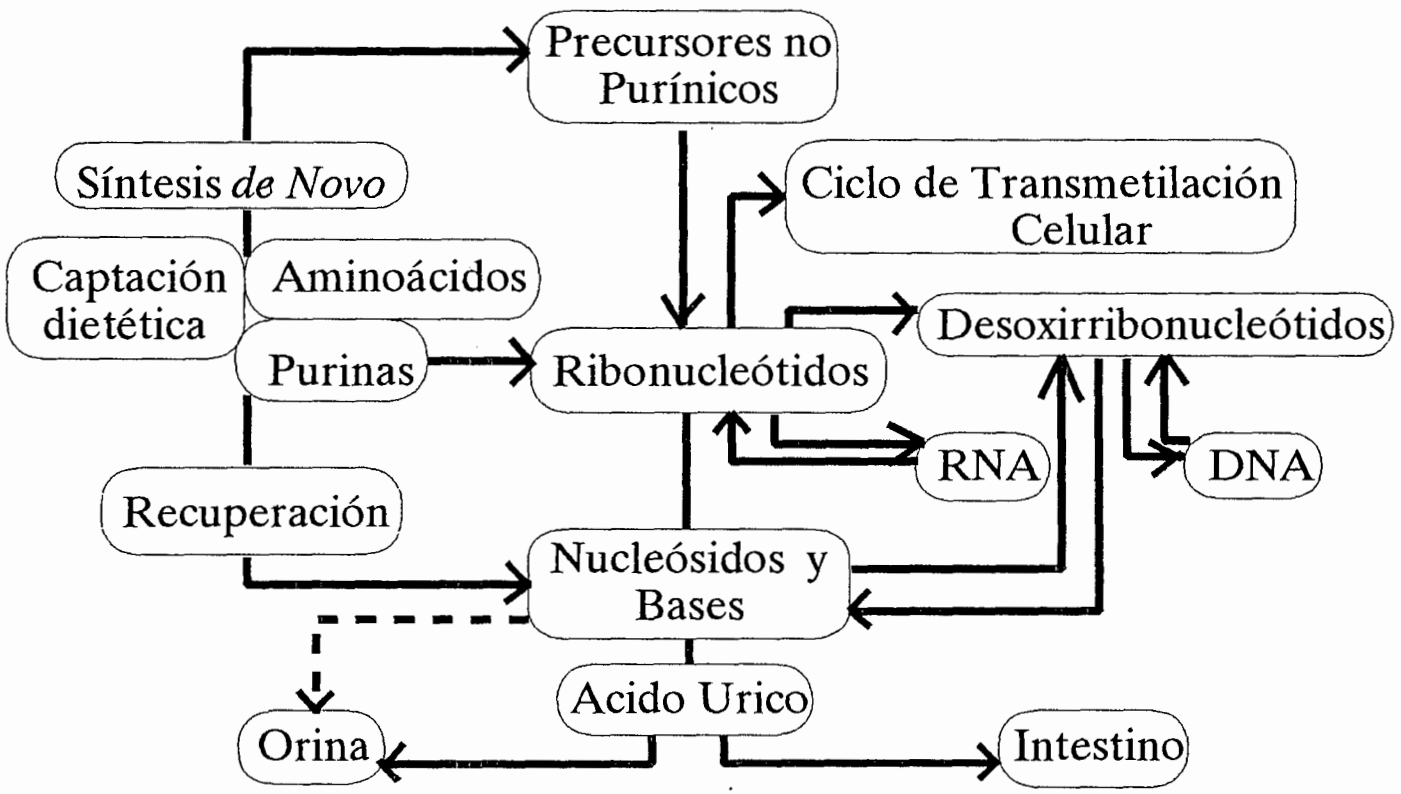 Precursores no
Purínicos
Síntesis de Novo
Ciclo de Transmetilación
Celular
Captación
dietética
Aminoácidos
Purinas
Ribonucleótidos
Desoxirribonucleótidos
RNA
DNA
Recuperación
Nucleósidos y
Bases
Acido Urico
Orina
Intestino